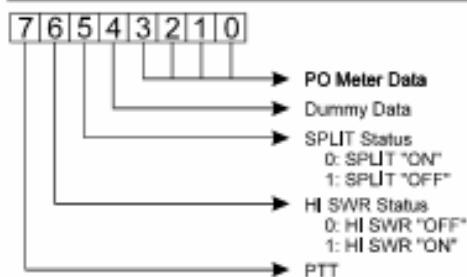 7 6 5 4 3 2 1 0
PO Meter Data
Dummy Data
SPLIT Status
0: SPLIT "ON"
1: SPLIT "OFF"
HI SWR Status
0: HI SWR "OFF"
1: HI SWR "ON"
PTT